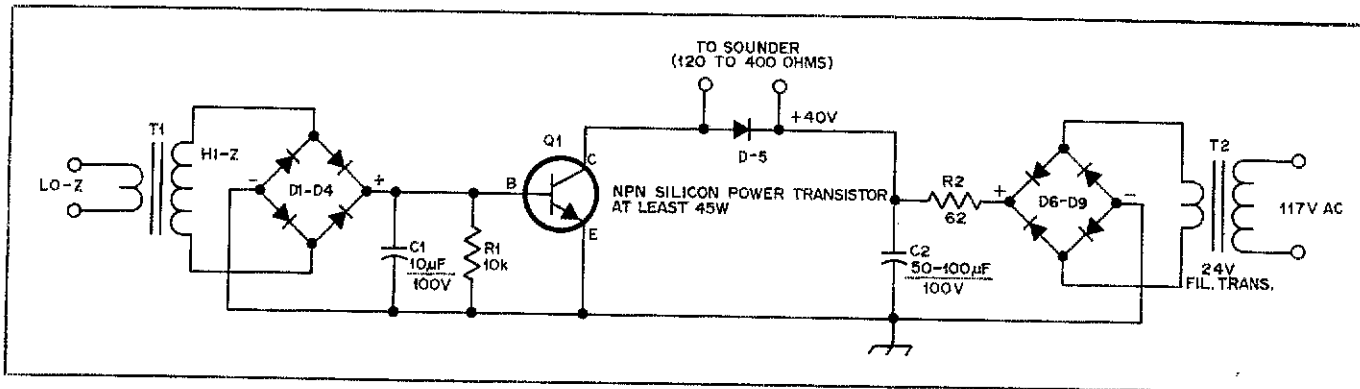 TO SOUNDER
(120 TO 400 OHMS)
T1
HI-Z
LO-Z
-
D1-D4
+
C1
10µF
100V
R1
10k
Q1
B
C
E
NPN SILICON POWER TRANSISTOR
AT LEAST 45W
D-5
+40V
R2
62
C2
50-100µF
100V
+
D6-D9
-
T2
117V AC
24V
FIL. TRANS.